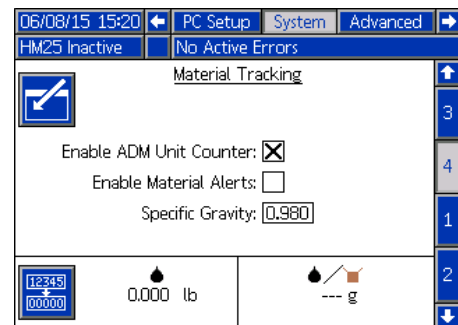 06/08/15 15:20 PC Setup System Advanced
HM25 Inactive No Active Errors
Material Tracking
3
Enable ADM Unit Counter:
4
Enable Material Alerts:
Specific Gravity: 0.980
1
12345
00000
0.000 lb
--- g
2